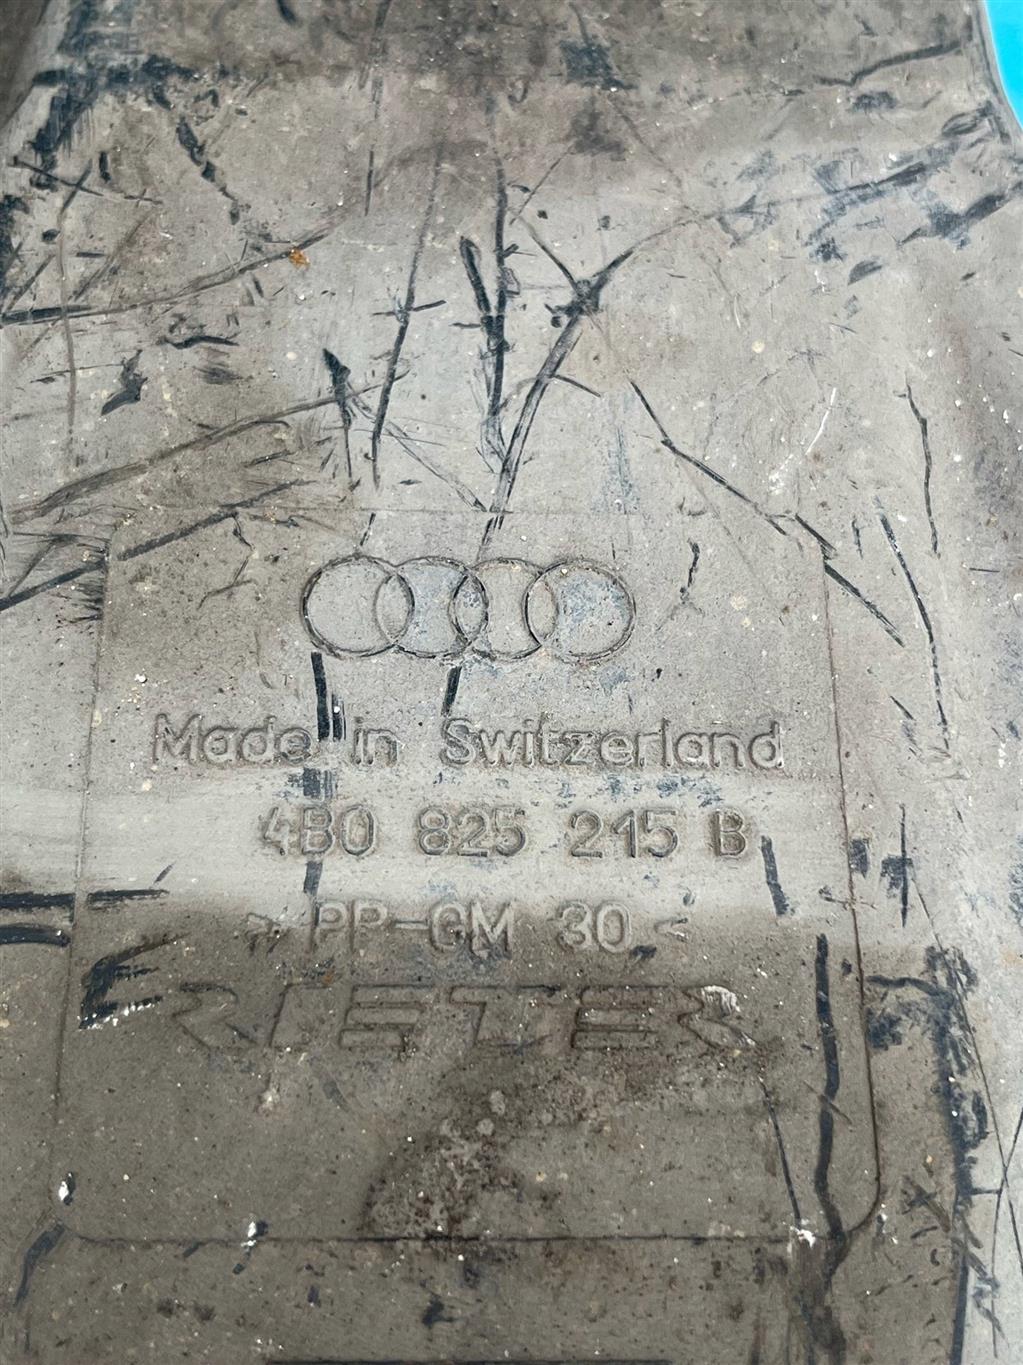 Made in Switzerland
4B0 825 215 B
> PP-GM 30 <
RIETER